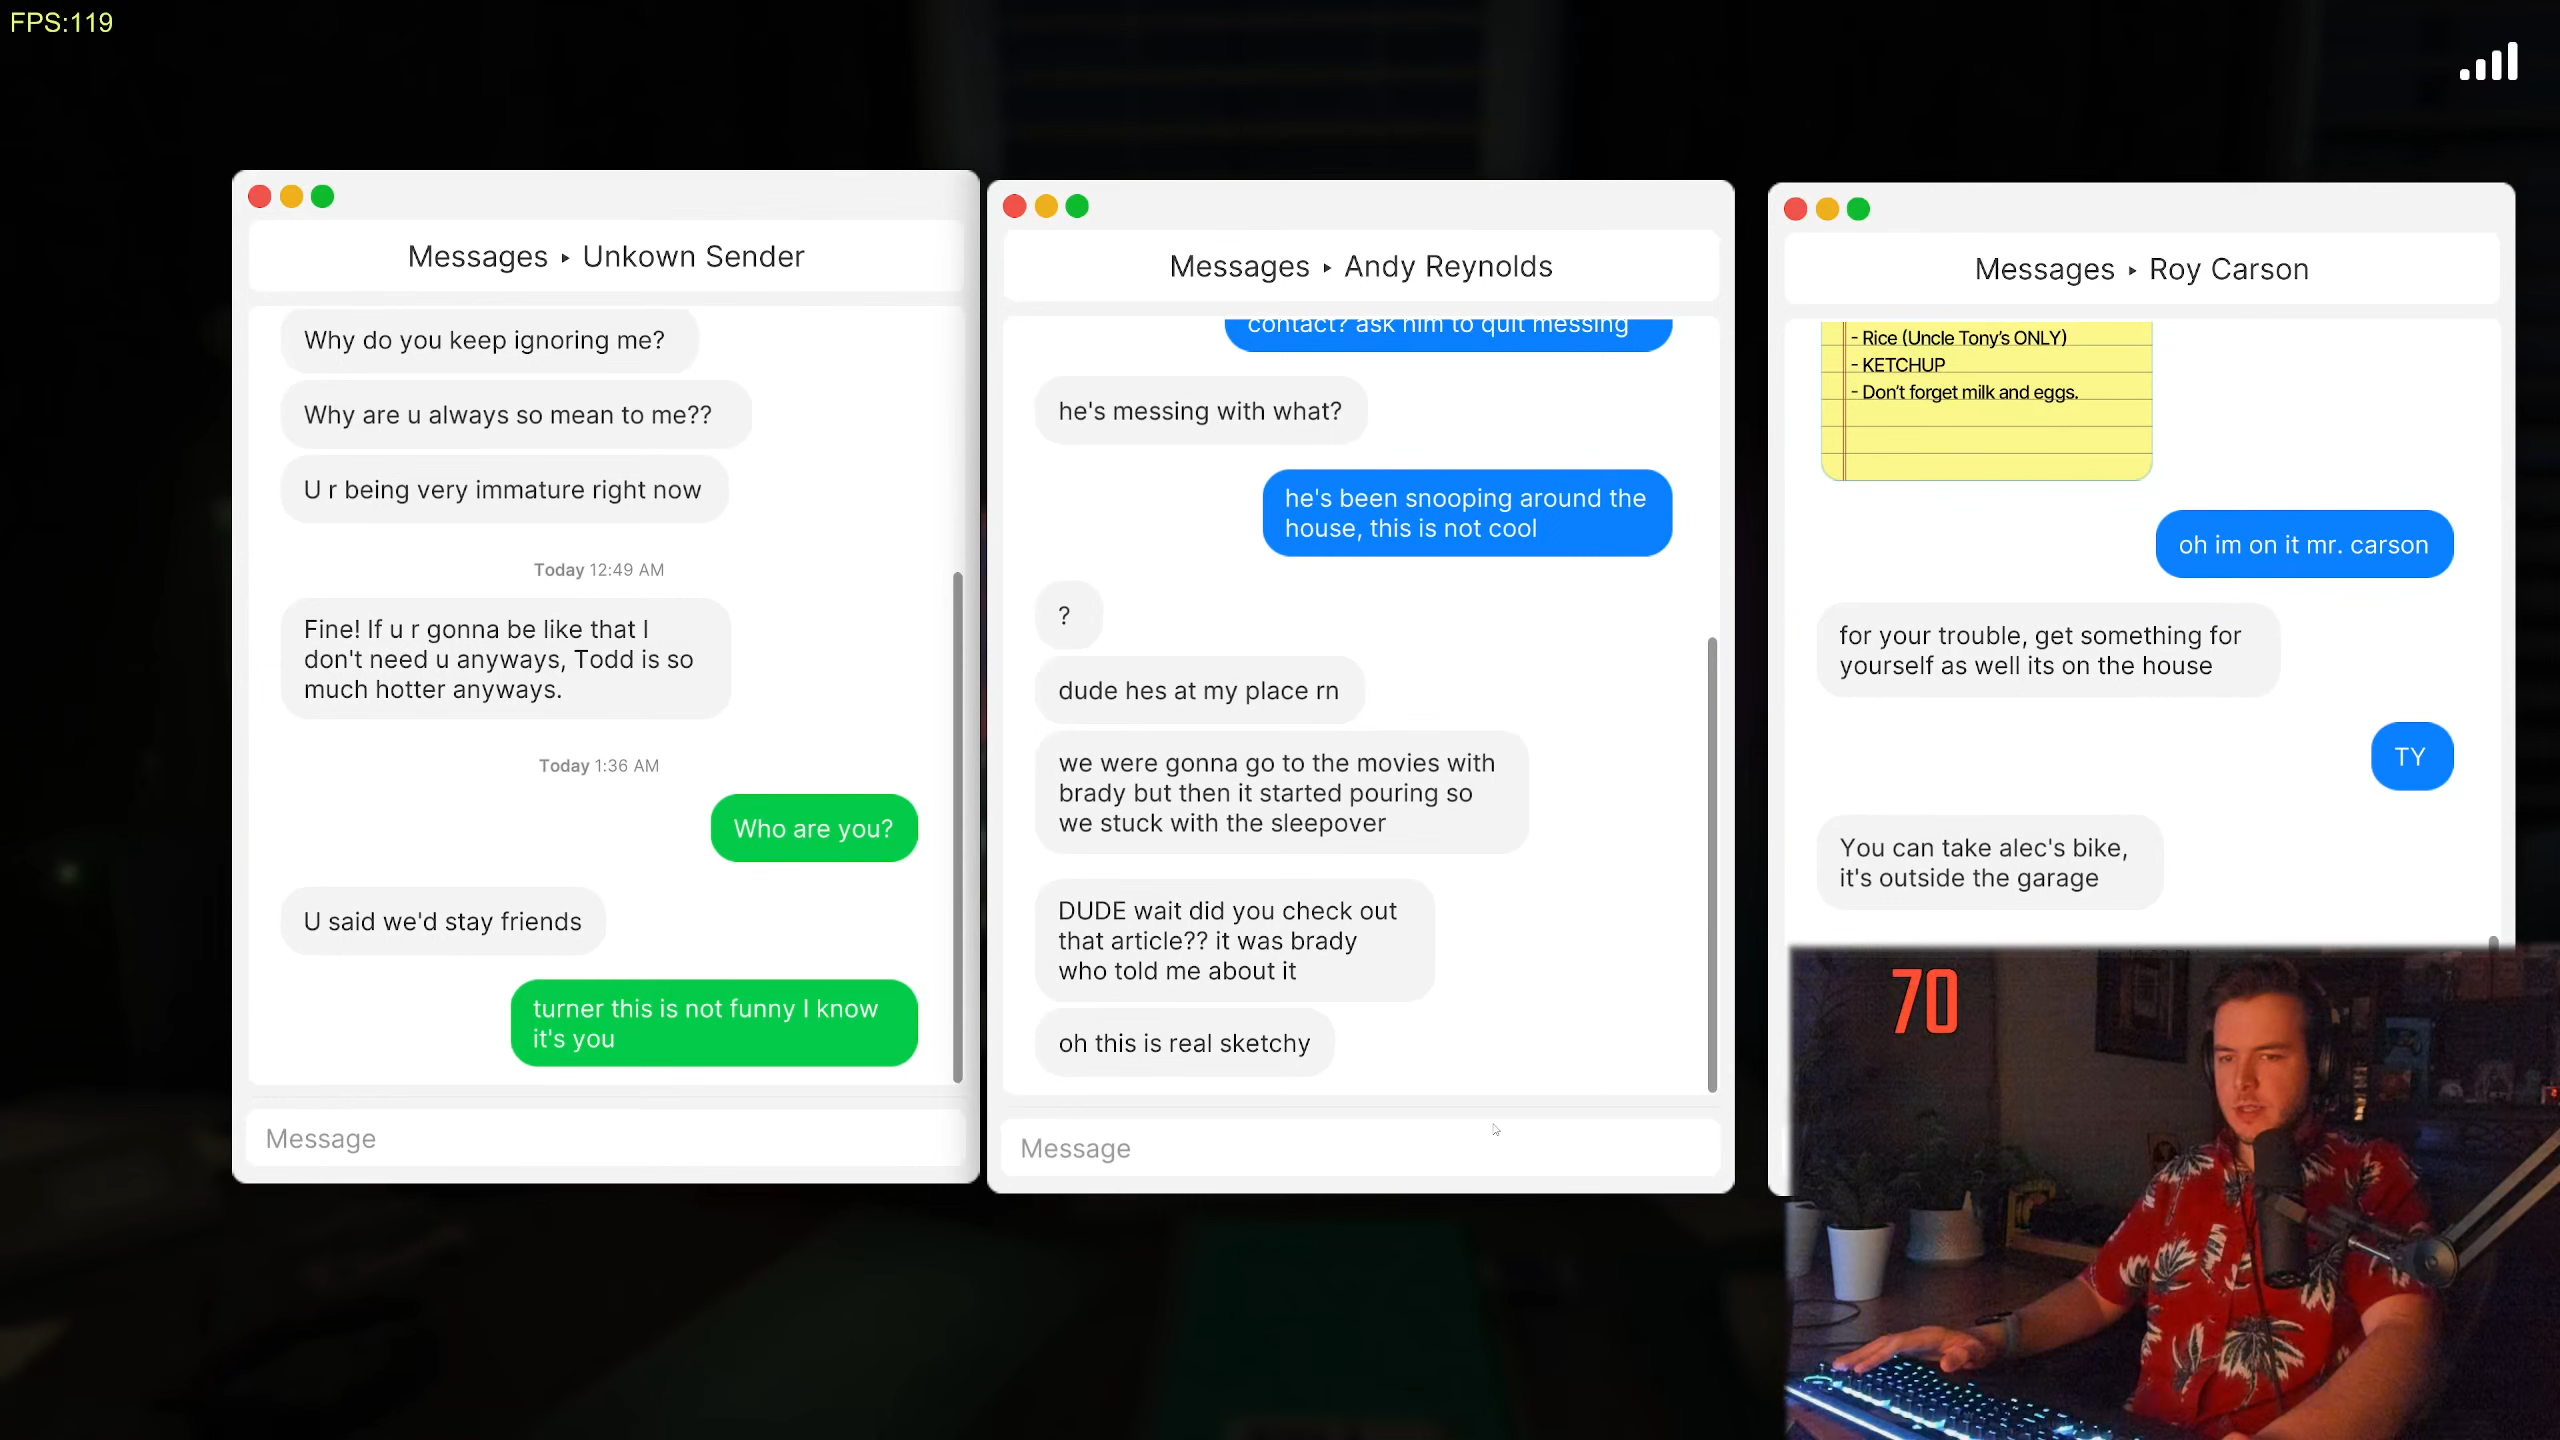 FPS:119
Messages ▸ Unkown Sender
Why do you keep ignoring me?
Why are u always so mean to me??
U r being very immature right now
Today 12:49 AM
Fine! If u r gonna be like that I
don't need u anyways, Todd is so
much hotter anyways.
Today 1:36 AM
Who are you?
U said we'd stay friends
turner this is not funny I know
it's you
Message
Messages ▸ Andy Reynolds
contact? ask him to quit messing
he's messing with what?
he's been snooping around the
house, this is not cool
?
dude hes at my place rn
we were gonna go to the movies with
brady but then it started pouring so
we stuck with the sleepover
DUDE wait did you check out
that article?? it was brady
who told me about it
oh this is real sketchy
Message
Messages ▸ Roy Carson
- Rice (Uncle Tony's ONLY)
- KETCHUP
- Don't forget milk and eggs.
oh im on it mr. carson
for your trouble, get something for
yourself as well its on the house
TY
You can take alec's bike,
it's outside the garage
70